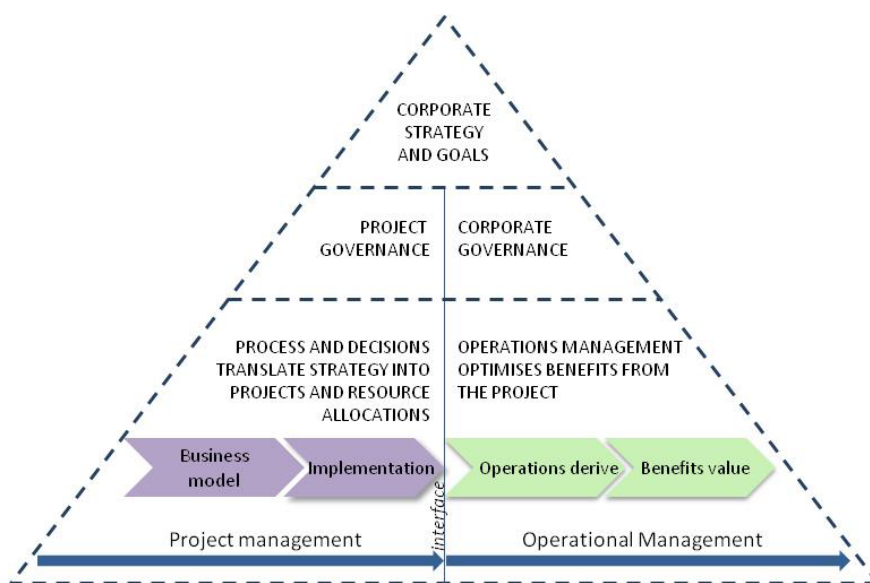 CORPORATE
STRATEGY
AND GOALS
PROJECT
GOVERNANCE
CORPORATE
GOVERNANCE
PROCESS AND DECISIONS
TRANSLATE STRATEGY INTO
PROJECTS AND RESOURCE
ALLOCATIONS
OPERATIONS MANAGEMENT
OPTIMISES BENEFITS FROM
THE PROJECT
Business
model
Implementation
Operations derive
Benefits value
Project management
interface
Operational Management